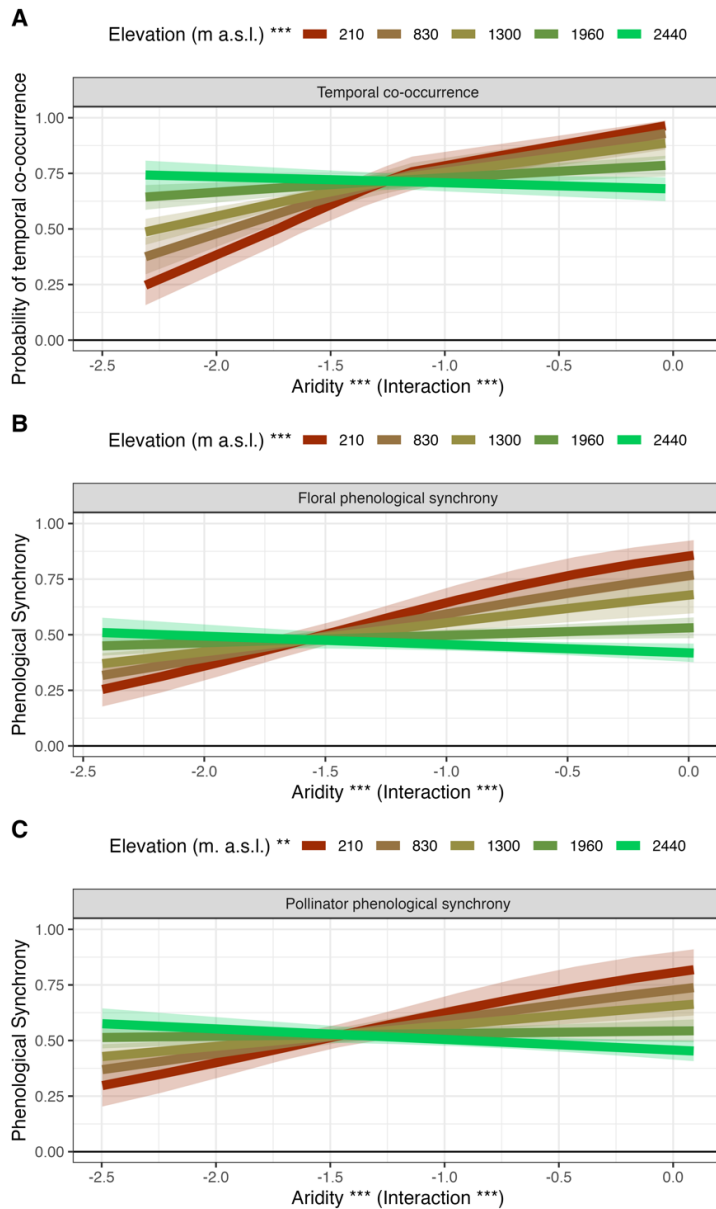 A
Elevation (m a.s.l.) *** 210 830 1300 1960 2440
Temporal co-occurrence
Probability of temporal co-occurrence
1.00
0.75
0.50
0.25
0.00
-2.5 -2.0 -1.5 -1.0 -0.5 0.0
Aridity *** (Interaction ***)
B
Elevation (m a.s.l.) *** 210 830 1300 1960 2440
Floral phenological synchrony
Phenological Synchrony
1.00
0.75
0.50
0.25
0.00
-2.5 -2.0 -1.5 -1.0 -0.5 0.0
Aridity *** (Interaction ***)
C
Elevation (m. a.s.l.) ** 210 830 1300 1960 2440
Pollinator phenological synchrony
Phenological Synchrony
1.00
0.75
0.50
0.25
0.00
-2.5 -2.0 -1.5 -1.0 -0.5 0.0
Aridity *** (Interaction ***)